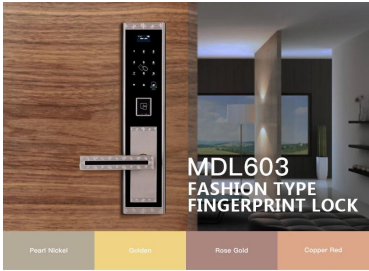 MDL603
FASHION TYPE
FINGERPRINT LOCK
Pearl Nickel
Golden
Rose Gold
Copper Red